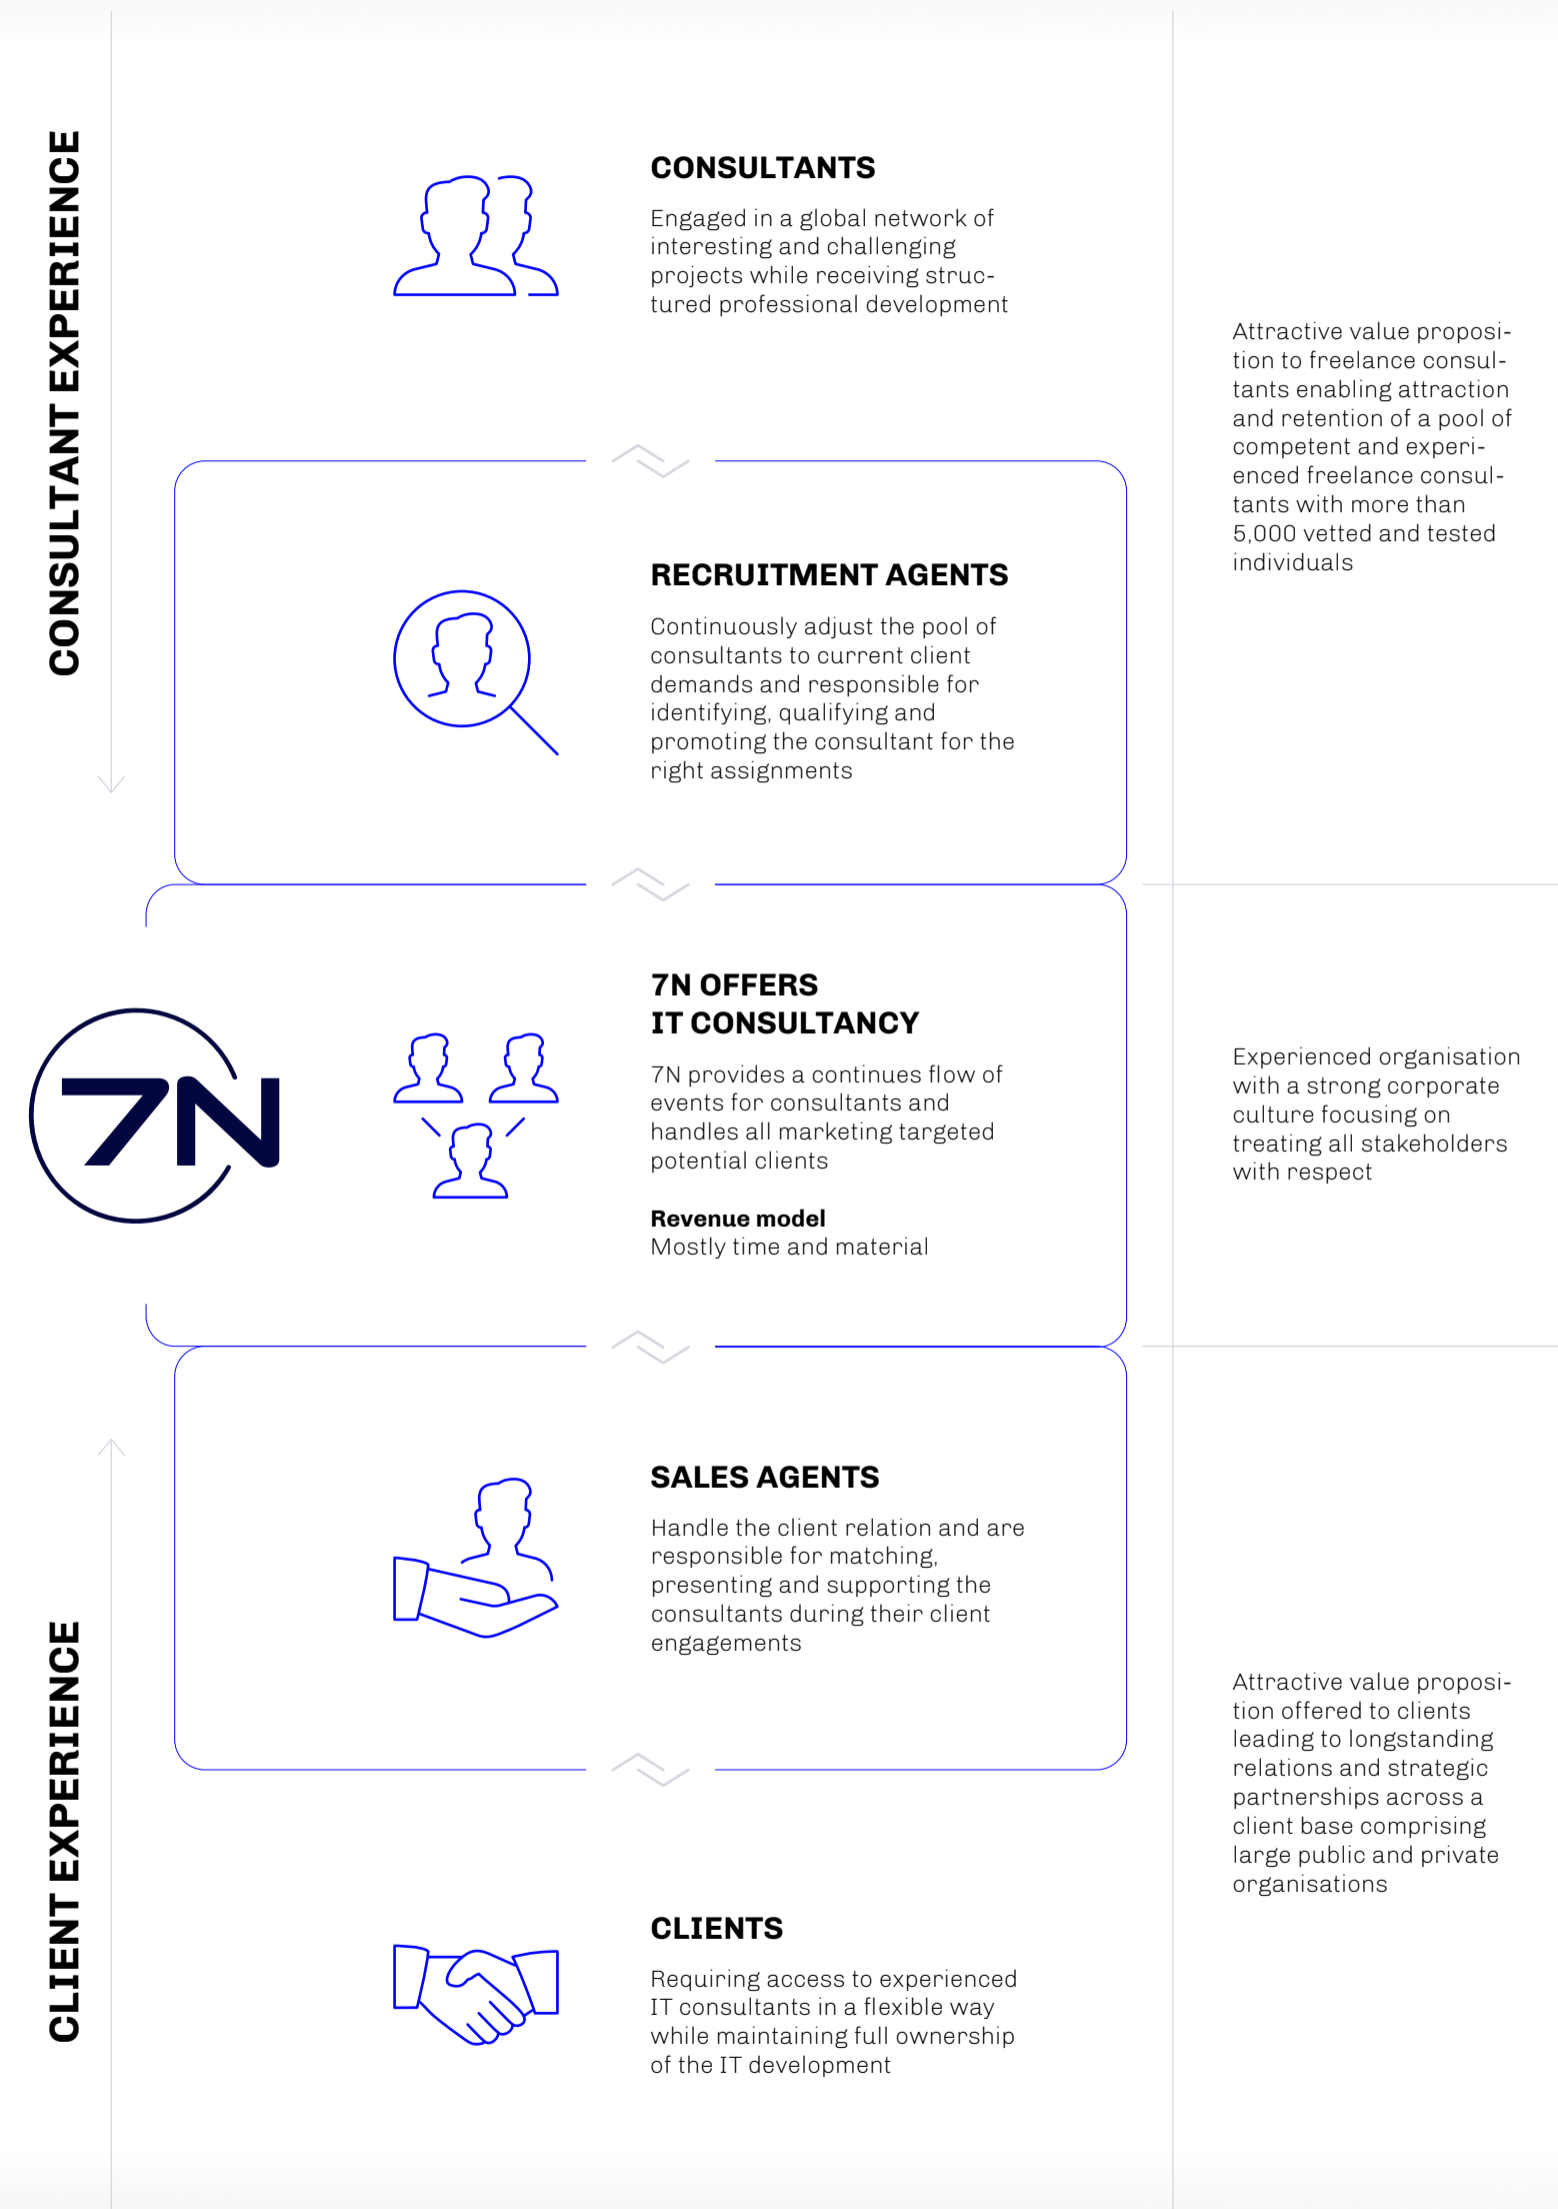 CONSULTANT EXPERIENCE
CONSULTANTS
Engaged in a global network of
interesting and challenging
projects while receiving struc-
tured professional development
Attractive value proposi-
tion to freelance consul-
tants enabling attraction
and retention of a pool of
competent and experi-
enced freelance consul-
tants with more than
5,000 vetted and tested
individuals
RECRUITMENT AGENTS
Continuously adjust the pool of
consultants to current client
demands and responsible for
identifying, qualifying and
promoting the consultant for the
right assignments
7N
7N OFFERS
IT CONSULTANCY
7N provides a continues flow of
events for consultants and
handles all marketing targeted
potential clients
Revenue model
Mostly time and material
Experienced organisation
with a strong corporate
culture focusing on
treating all stakeholders
with respect
CLIENT EXPERIENCE
SALES AGENTS
Handle the client relation and are
responsible for matching,
presenting and supporting the
consultants during their client
engagements
Attractive value proposi-
tion offered to clients
leading to longstanding
relations and strategic
partnerships across a
client base comprising
large public and private
organisations
CLIENTS
Requiring access to experienced
IT consultants in a flexible way
while maintaining full ownership
of the IT development